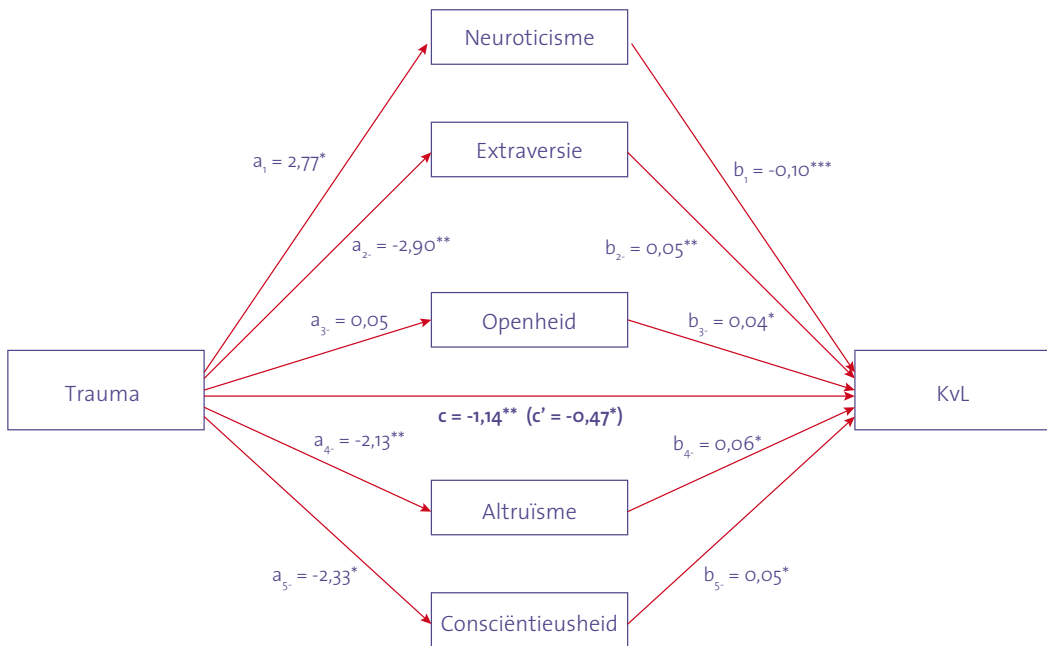 Neuroticisme
Extraversie
a₁ = 2,77*
b₁ = -0,10***
a₂- = -2,90**
b₂- = 0,05**
a₃- = 0,05
Openheid
b₃- = 0,04*
Trauma
KvL
c = -1,14** (c’ = -0,47*)
a₄- = -2,13**
b₄- = 0,06*
Altruïsme
a₅- = -2,33*
b₅- = 0,05*
Consciëntieusheid